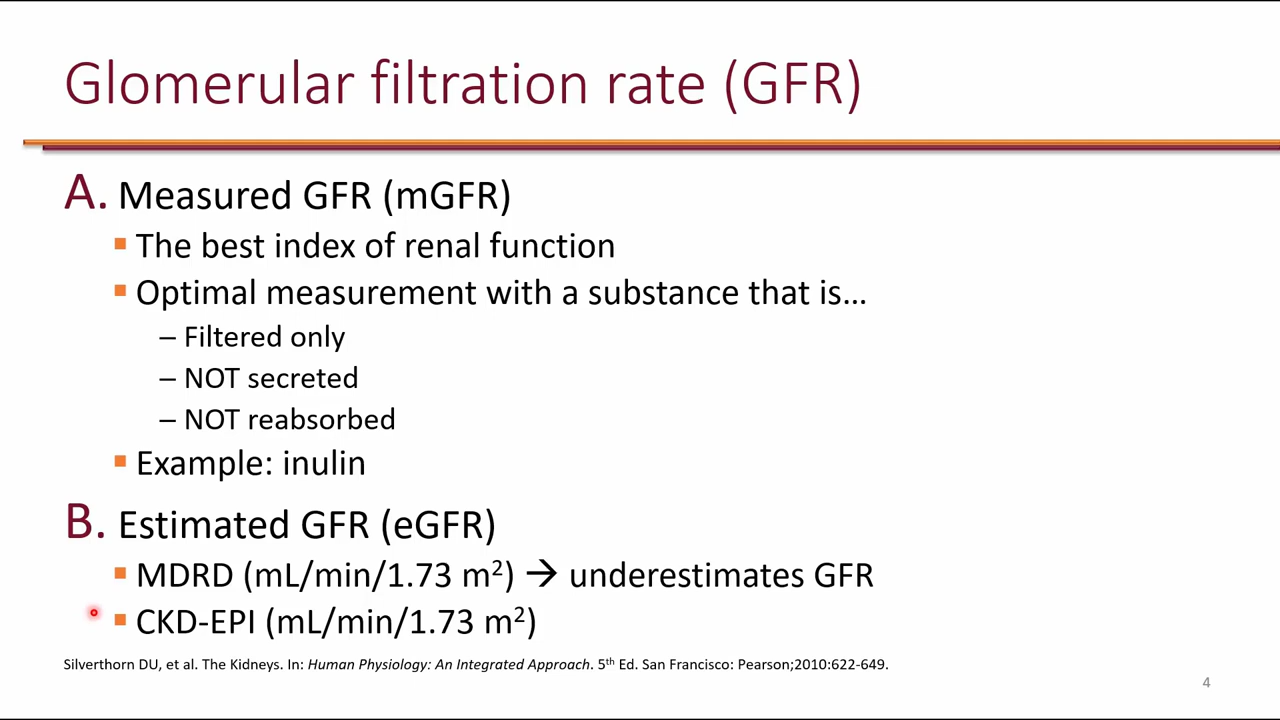 Glomerular filtration rate (GFR)
A. Measured GFR (mGFR)
▪ The best index of renal function
▪ Optimal measurement with a substance that is…
– Filtered only
– NOT secreted
– NOT reabsorbed
▪ Example: inulin
B. Estimated GFR (eGFR)
▪ MDRD (mL/min/1.73 m²) → underestimates GFR
▪ CKD-EPI (mL/min/1.73 m²)
Silverthorn DU, et al. The Kidneys. In: Human Physiology: An Integrated Approach. 5th Ed. San Francisco: Pearson;2010:622-649.
4